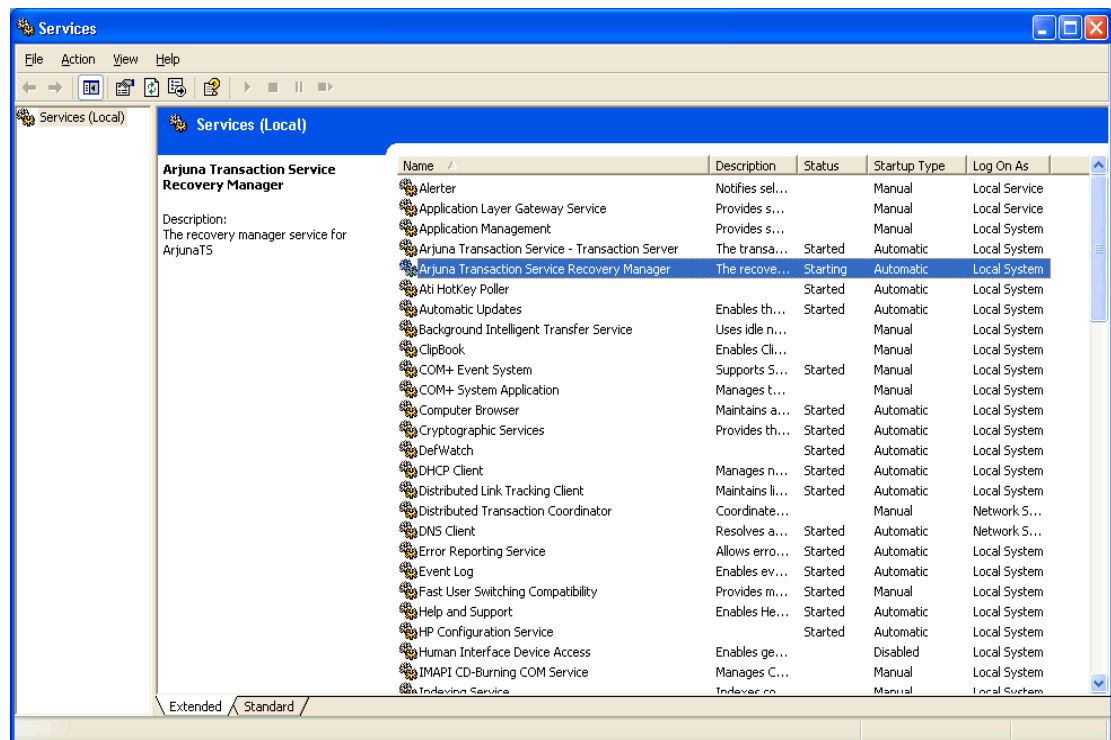 Services
File Action View Help
Services (Local)
Services (Local)
Arjuna Transaction Service
Recovery Manager
Description:
The recovery manager service for
ArjunaTS
Name Description Status Startup Type Log On As
Alerter Notifies sel... Manual Local Service
Application Layer Gateway Service Provides s... Manual Local Service
Application Management Provides s... Manual Local System
Arjuna Transaction Service - Transaction Server The transa... Started Automatic Local System
Arjuna Transaction Service Recovery Manager The recove... Starting Automatic Local System
Ati HotKey Poller Started Automatic Local System
Automatic Updates Enables th... Started Automatic Local System
Background Intelligent Transfer Service Uses idle n... Manual Local System
ClipBook Enables Cli... Manual Local System
COM+ Event System Supports S... Started Manual Local System
COM+ System Application Manages t... Manual Local System
Computer Browser Maintains a... Started Automatic Local System
Cryptographic Services Provides th... Started Automatic Local System
DefWatch Started Automatic Local System
DHCP Client Manages n... Started Automatic Local System
Distributed Link Tracking Client Maintains li... Started Automatic Local System
Distributed Transaction Coordinator Coordinate... Manual Network S...
DNS Client Resolves a... Started Automatic Network S...
Error Reporting Service Allows erro... Started Automatic Local System
Event Log Enables ev... Started Automatic Local System
Fast User Switching Compatibility Provides m... Started Manual Local System
Help and Support Enables He... Started Automatic Local System
HP Configuration Service Started Automatic Local System
Human Interface Device Access Enables ge... Disabled Local System
IMAPI CD-Burning COM Service Manages C... Manual Local System
Indexing Service Indexes co... Manual Local System
Extended Standard